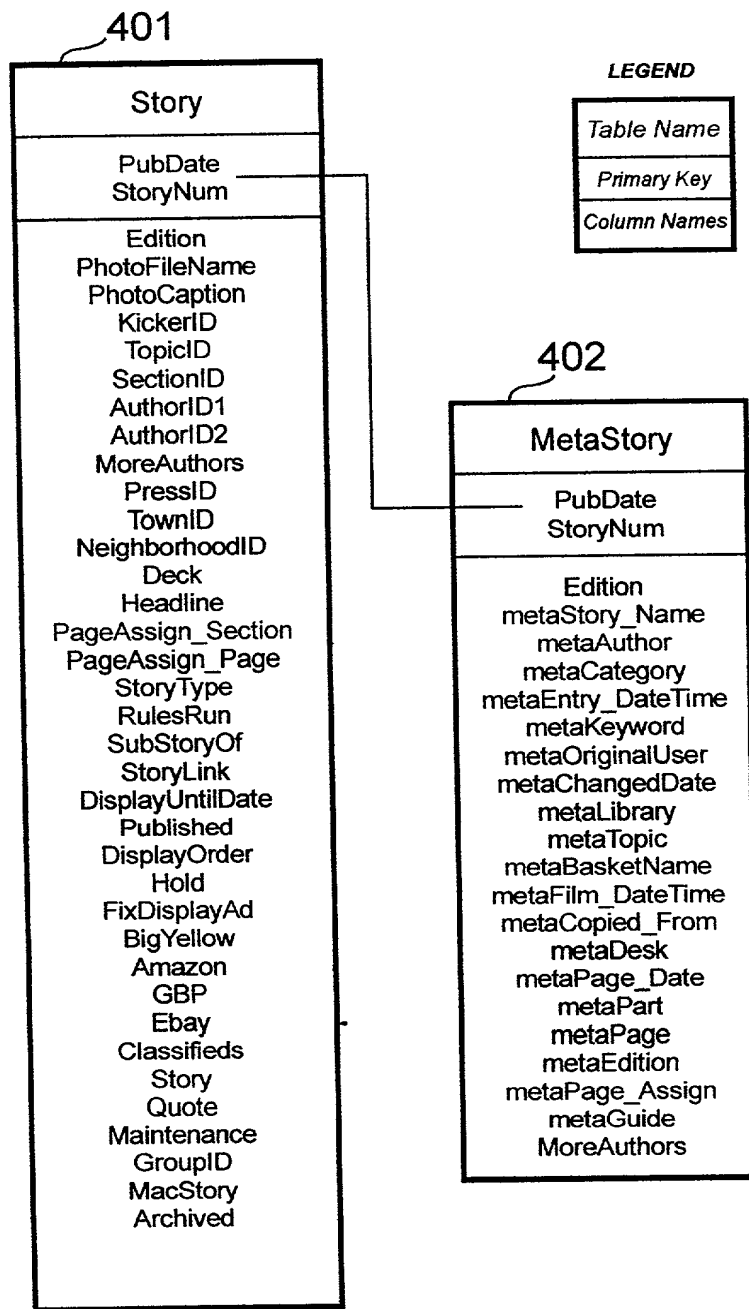 401
Story
PubDate
StoryNum
Edition
PhotoFileName
PhotoCaption
KickerID
TopicID
SectionID
AuthorID1
AuthorID2
MoreAuthors
PressID
TownID
NeighborhoodID
Deck
Headline
PageAssign_Section
PageAssign_Page
StoryType
RulesRun
SubStoryOf
StoryLink
DisplayUntilDate
Published
DisplayOrder
Hold
FixDisplayAd
BigYellow
Amazon
GBP
Ebay
Classifieds
Story
Quote
Maintenance
GroupID
MacStory
Archived
LEGEND
Table Name
Primary Key
Column Names
402
MetaStory
PubDate
StoryNum
Edition
metaStory_Name
metaAuthor
metaCategory
metaEntry_DateTime
metaKeyword
metaOriginalUser
metaChangedDate
metaLibrary
metaTopic
metaBasketName
metaFilm_DateTime
metaCopied_From
metaDesk
metaPage_Date
metaPart
metaPage
metaEdition
metaPage_Assign
metaGuide
MoreAuthors